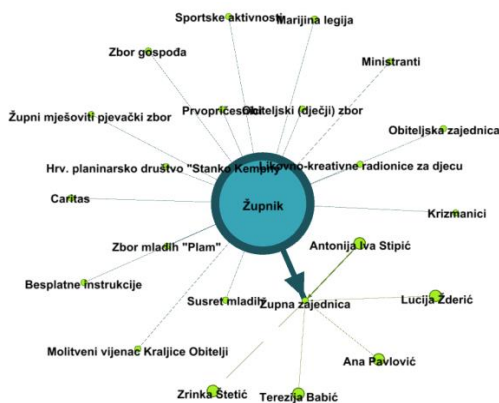 Sportske aktivnosti
Marijina legija
Zbor gospođa
Ministranti
Prvopričesnici
Obiteljski (dječji) zbor
Župni mješoviti pjevački zbor
Obiteljska zajednica
Hrv. planinarsko društvo "Stanko Kempny"
Likovno-kreativne radionice za djecu
Caritas
Župnik
Krizmanici
Antonija Iva Stipić
Zbor mladih "Plam"
Besplatne instrukcije
Susret mladih
Župna zajednica
Lucija Žderić
Molitveni vijenac Kraljice Obitelji
Ana Pavlović
Zrinka Štetić
Terezija Babić